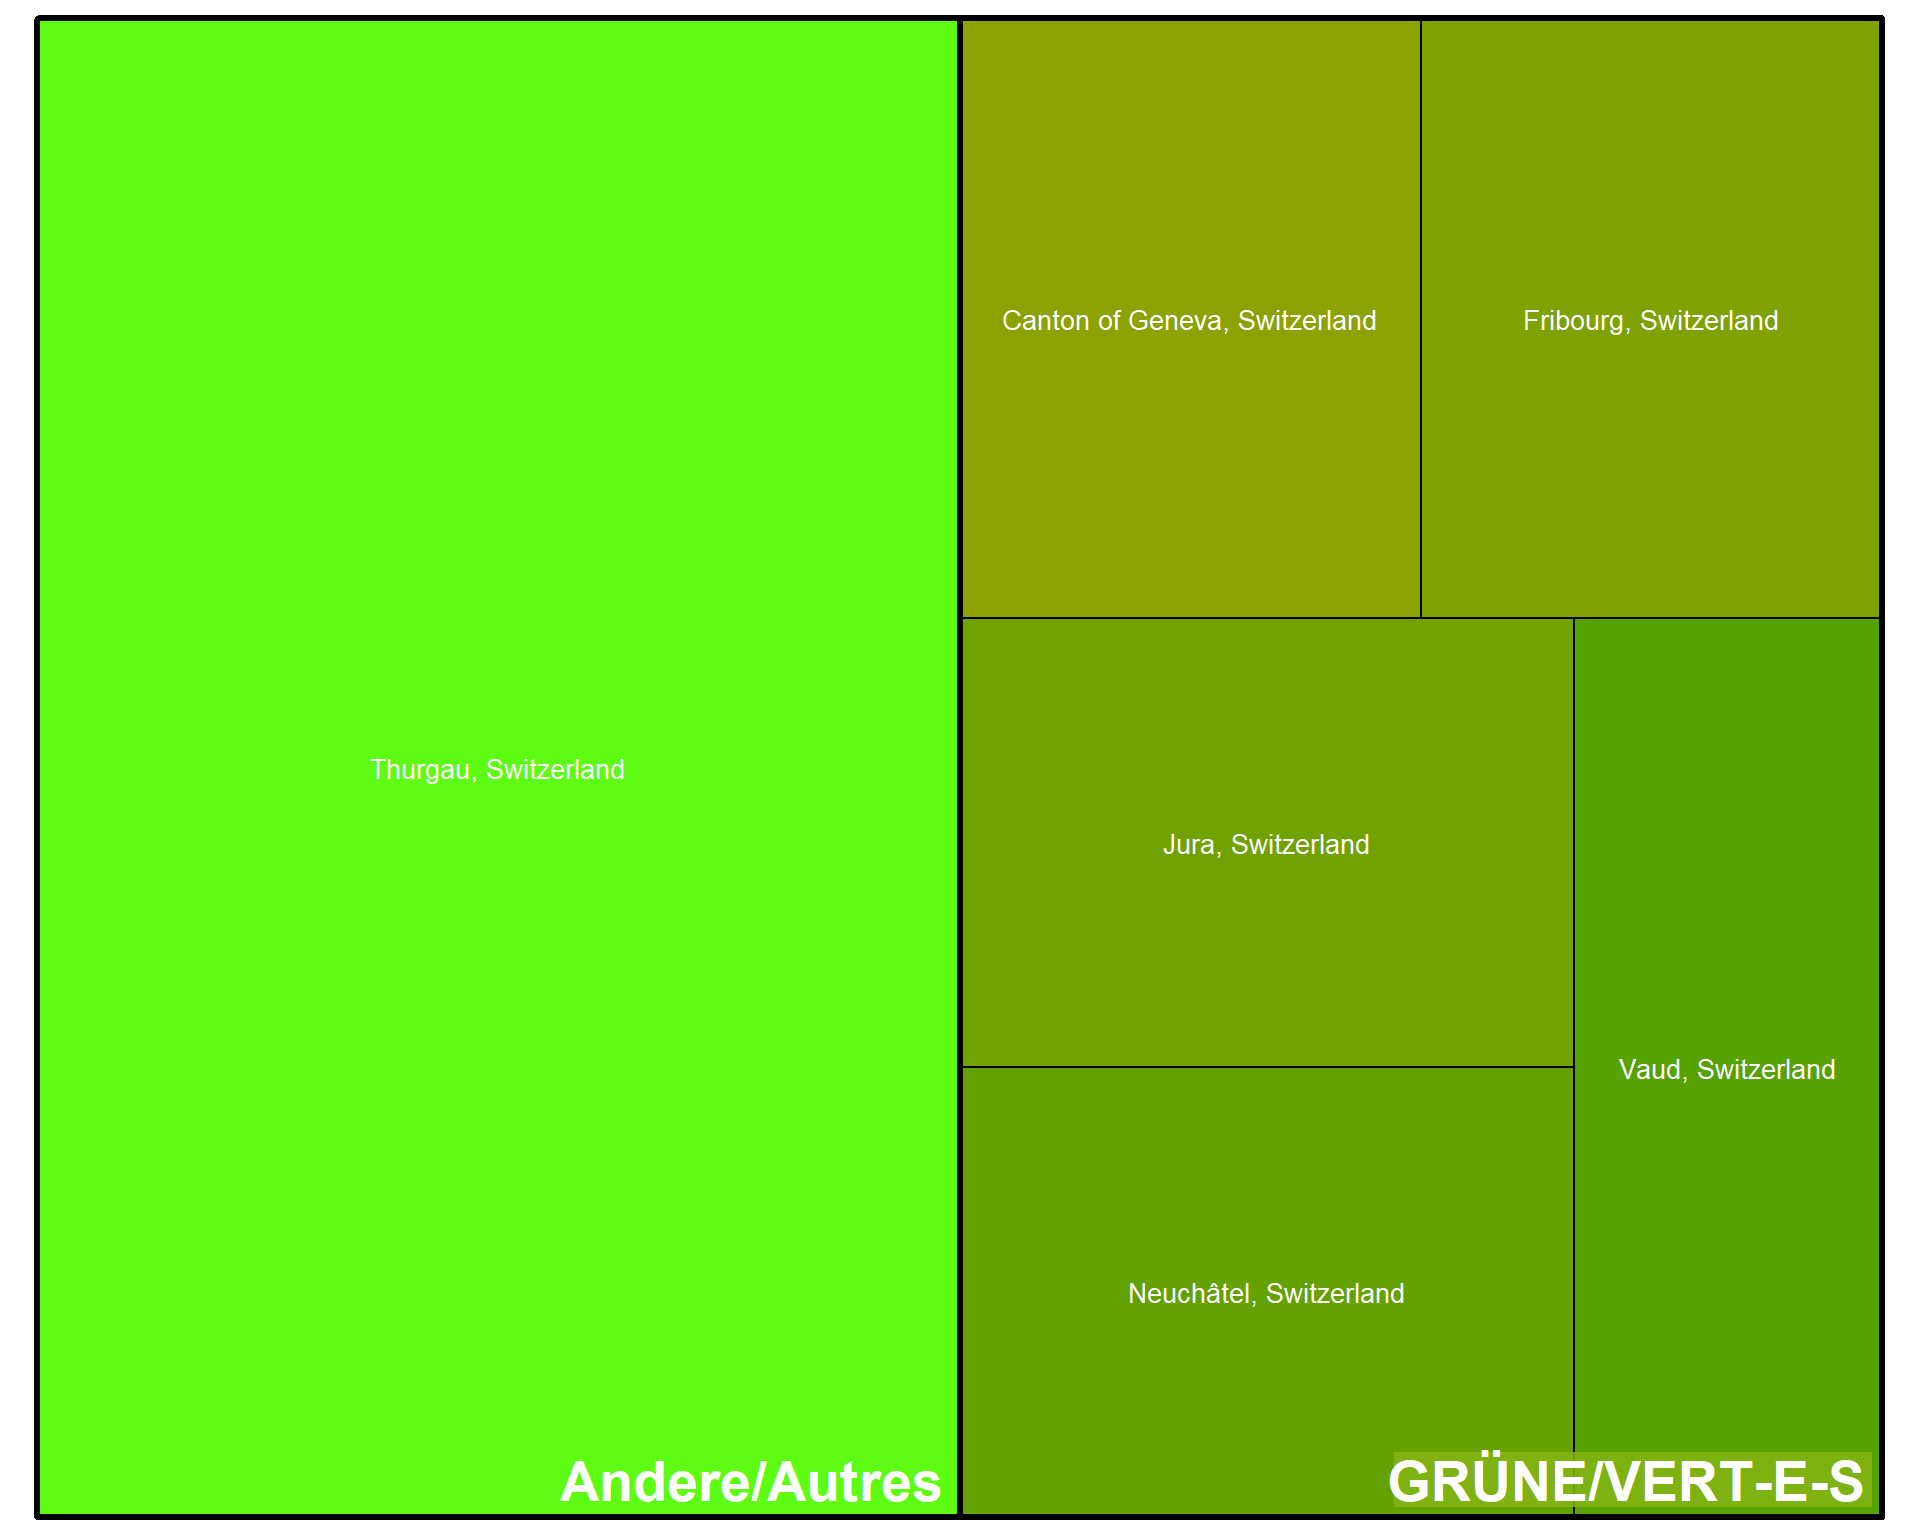 Thurgau, Switzerland
Andere/Autres
Canton of Geneva, Switzerland
Fribourg, Switzerland
Jura, Switzerland
Vaud, Switzerland
Neuchâtel, Switzerland
GRÜNE/VERT-E-S